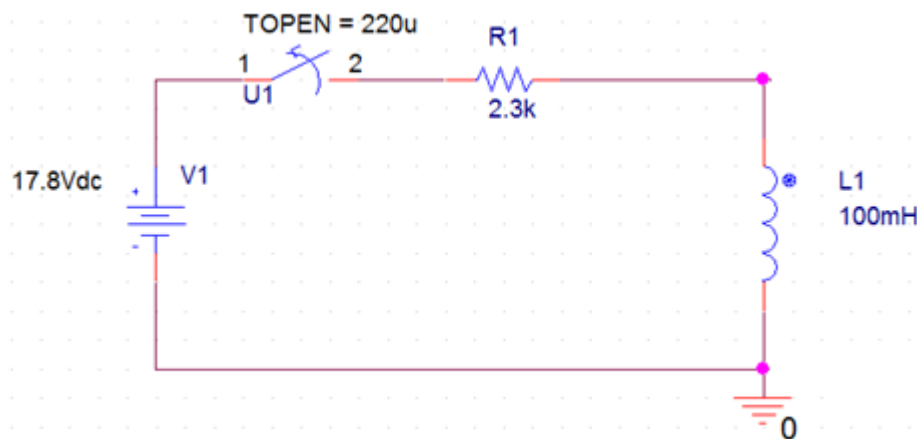 TOPEN = 220u
R1
1
2
U1
2.3k
17.8Vdc
V1
L1
100mH
0